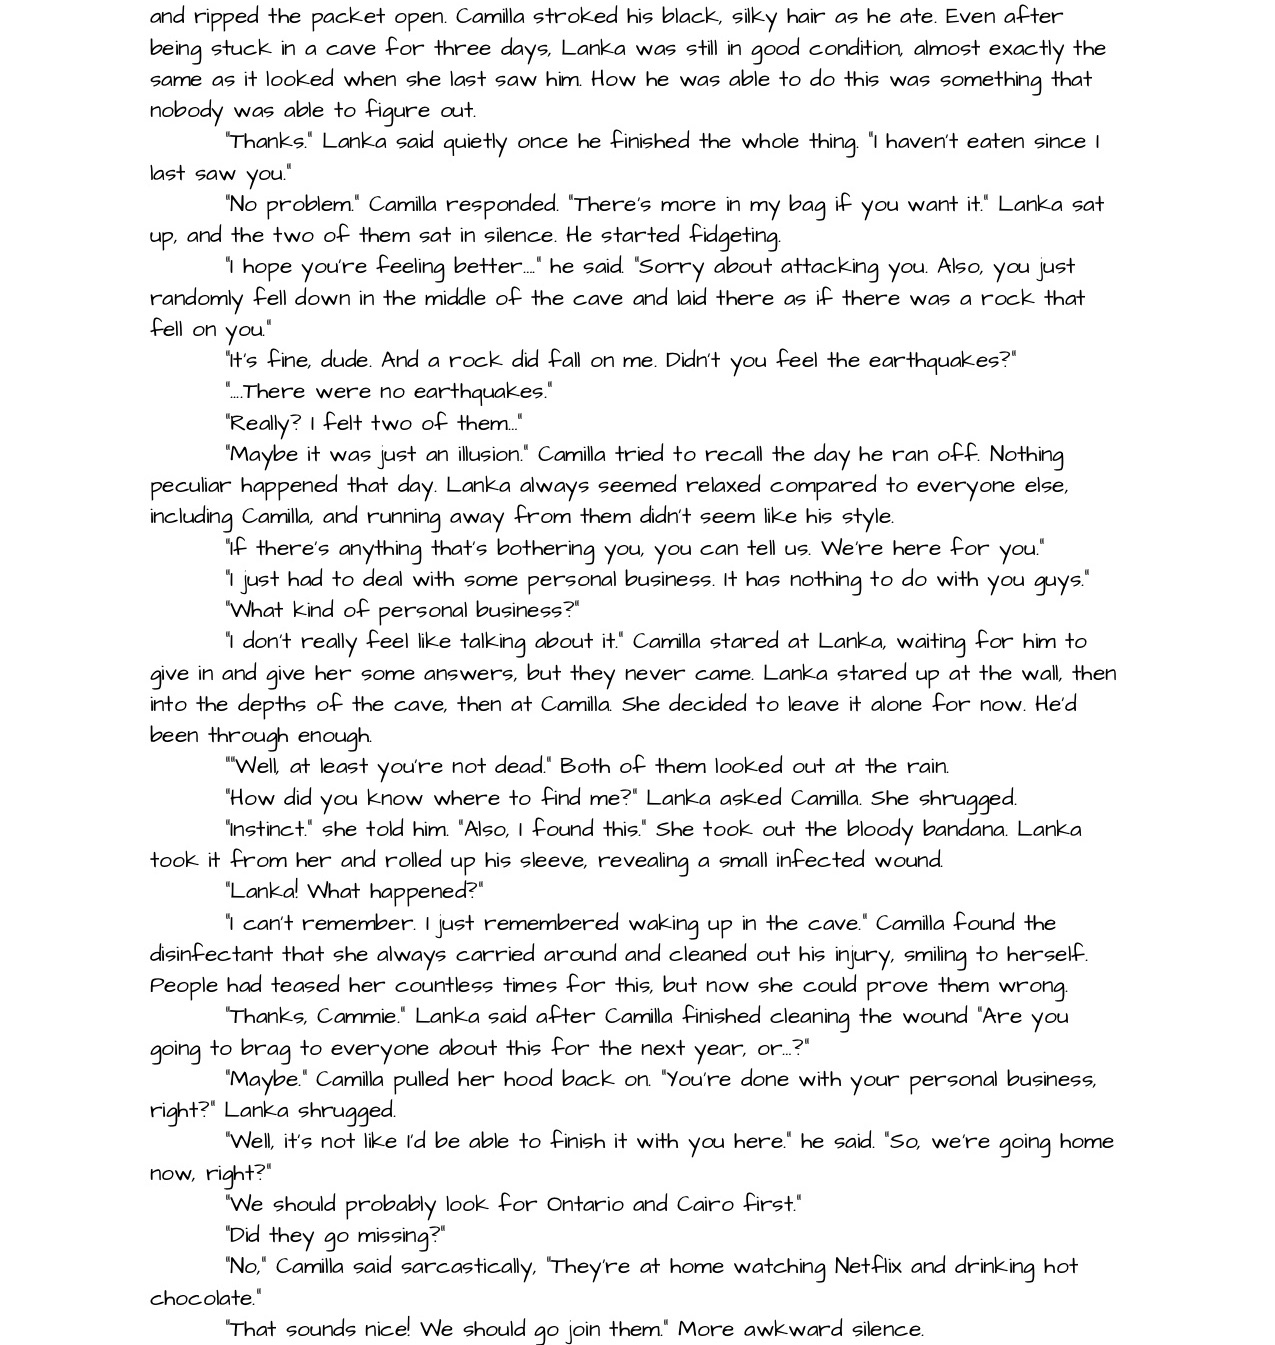 and ripped the packet open. Camilla stroked his black, silky hair as he ate. Even after
being stuck in a cave for three days, Lanka was still in good condition, almost exactly the
same as it looked when she last saw him. How he was able to do this was something that
nobody was able to figure out.
"Thanks." Lanka said quietly once he finished the whole thing. "I haven't eaten since I
last saw you."
"No problem." Camilla responded. "There's more in my bag if you want it." Lanka sat
up, and the two of them sat in silence. He started fidgeting.
"I hope you're feeling better...." he said. "Sorry about attacking you. Also, you just
randomly fell down in the middle of the cave and laid there as if there was a rock that
fell on you."
"It's fine, dude. And a rock did fall on me. Didn't you feel the earthquakes?"
"....There were no earthquakes."
"Really? I felt two of them..."
"Maybe it was just an illusion." Camilla tried to recall the day he ran off. Nothing
peculiar happened that day. Lanka always seemed relaxed compared to everyone else,
including Camilla, and running away from them didn't seem like his style.
"If there's anything that's bothering you, you can tell us. We're here for you."
"I just had to deal with some personal business. It has nothing to do with you guys."
"What kind of personal business?"
"I don't really feel like talking about it." Camilla stared at Lanka, waiting for him to
give in and give her some answers, but they never came. Lanka stared up at the wall, then
into the depths of the cave, then at Camilla. She decided to leave it alone for now. He'd
been through enough.
""Well, at least you're not dead." Both of them looked out at the rain.
"How did you know where to find me?" Lanka asked Camilla. She shrugged.
"Instinct." she told him. "Also, I found this." She took out the bloody bandana. Lanka
took it from her and rolled up his sleeve, revealing a small infected wound.
"Lanka! What happened?"
"I can't remember. I just remembered waking up in the cave." Camilla found the
disinfectant that she always carried around and cleaned out his injury, smiling to herself.
People had teased her countless times for this, but now she could prove them wrong.
"Thanks, Cammie." Lanka said after Camilla finished cleaning the wound "Are you
going to brag to everyone about this for the next year, or...?"
"Maybe." Camilla pulled her hood back on. "You're done with your personal business,
right?" Lanka shrugged.
"Well, it's not like I'd be able to finish it with you here." he said. "So, we're going home
now, right?"
"We should probably look for Ontario and Cairo first."
"Did they go missing?"
"No," Camilla said sarcastically, "They're at home watching Netflix and drinking hot
chocolate."
"That sounds nice! We should go join them." More awkward silence.